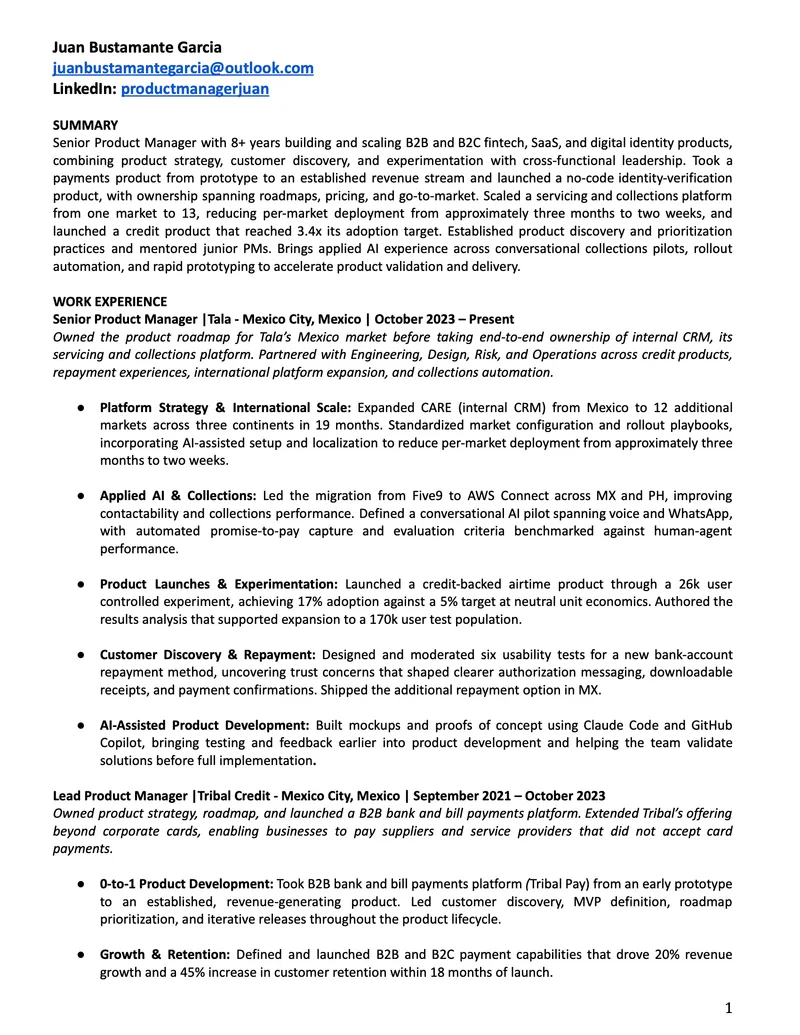 Juan Bustamante Garcia
juanbustamantegarcia@outlook.com
LinkedIn: productmanagerjuan
SUMMARY
Senior Product Manager with 8+ years building and scaling B2B and B2C fintech, SaaS, and digital identity products,
combining product strategy, customer discovery, and experimentation with cross-functional leadership. Took a
payments product from prototype to an established revenue stream and launched a no-code identity-verification
product, with ownership spanning roadmaps, pricing, and go-to-market. Scaled a servicing and collections platform
from one market to 13, reducing per-market deployment from approximately three months to two weeks, and
launched a credit product that reached 3.4x its adoption target. Established product discovery and prioritization
practices and mentored junior PMs. Brings applied AI experience across conversational collections pilots, rollout
automation, and rapid prototyping to accelerate product validation and delivery.
WORK EXPERIENCE
Senior Product Manager |Tala - Mexico City, Mexico | October 2023 – Present
Owned the product roadmap for Tala's Mexico market before taking end-to-end ownership of internal CRM, its
servicing and collections platform. Partnered with Engineering, Design, Risk, and Operations across credit products,
repayment experiences, international platform expansion, and collections automation.
● Platform Strategy & International Scale: Expanded CARE (internal CRM) from Mexico to 12 additional
markets across three continents in 19 months. Standardized market configuration and rollout playbooks,
incorporating AI-assisted setup and localization to reduce per-market deployment from approximately three
months to two weeks.
● Applied AI & Collections: Led the migration from Five9 to AWS Connect across MX and PH, improving
contactability and collections performance. Defined a conversational AI pilot spanning voice and WhatsApp,
with automated promise-to-pay capture and evaluation criteria benchmarked against human-agent
performance.
● Product Launches & Experimentation: Launched a credit-backed airtime product through a 26k user
controlled experiment, achieving 17% adoption against a 5% target at neutral unit economics. Authored the
results analysis that supported expansion to a 170k user test population.
● Customer Discovery & Repayment: Designed and moderated six usability tests for a new bank-account
repayment method, uncovering trust concerns that shaped clearer authorization messaging, downloadable
receipts, and payment confirmations. Shipped the additional repayment option in MX.
● AI-Assisted Product Development: Built mockups and proofs of concept using Claude Code and GitHub
Copilot, bringing testing and feedback earlier into product development and helping the team validate
solutions before full implementation.
Lead Product Manager |Tribal Credit - Mexico City, Mexico | September 2021 – October 2023
Owned product strategy, roadmap, and launched a B2B bank and bill payments platform. Extended Tribal's offering
beyond corporate cards, enabling businesses to pay suppliers and service providers that did not accept card
payments.
● 0-to-1 Product Development: Took B2B bank and bill payments platform (Tribal Pay) from an early prototype
to an established, revenue-generating product. Led customer discovery, MVP definition, roadmap
prioritization, and iterative releases throughout the product lifecycle.
● Growth & Retention: Defined and launched B2B and B2C payment capabilities that drove 20% revenue
growth and a 45% increase in customer retention within 18 months of launch.
1